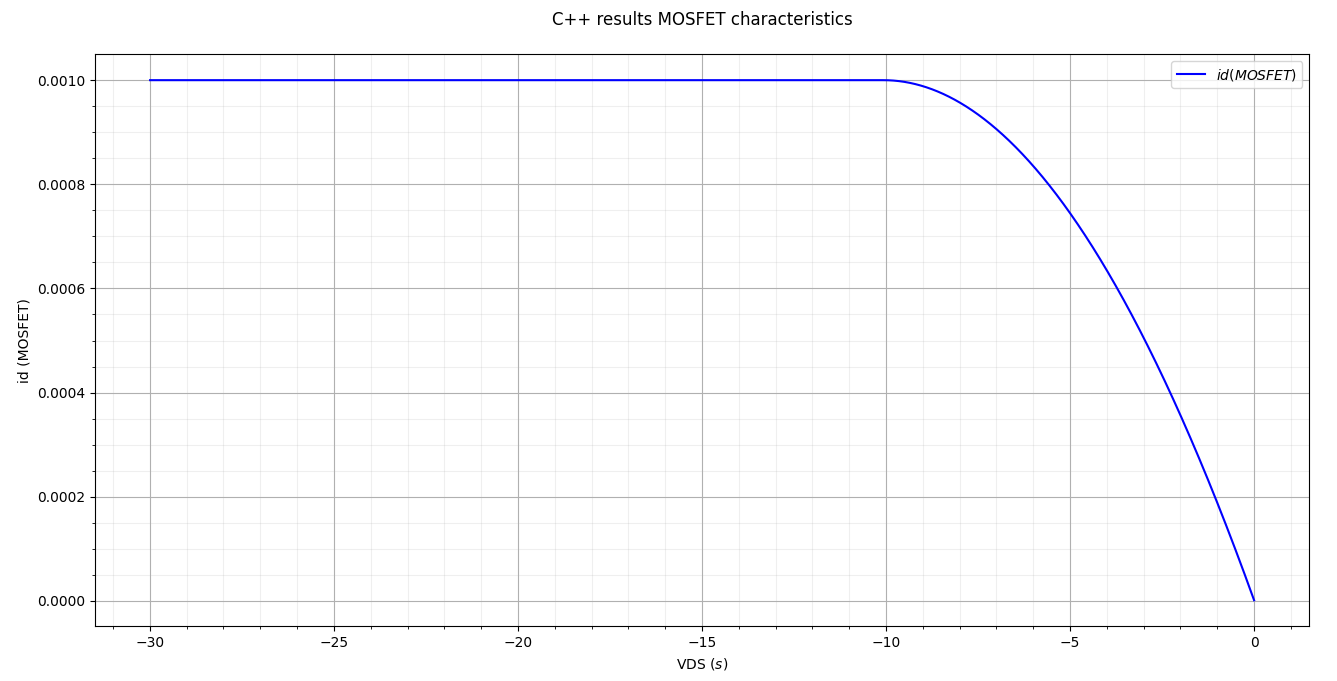 C++ results MOSFET characteristics
id(MOSFET)
0.0010
0.0008
0.0006
0.0004
0.0002
0.0000
id (MOSFET)
−30 −25 −20 −15 −10 −5 0
VDS (s)